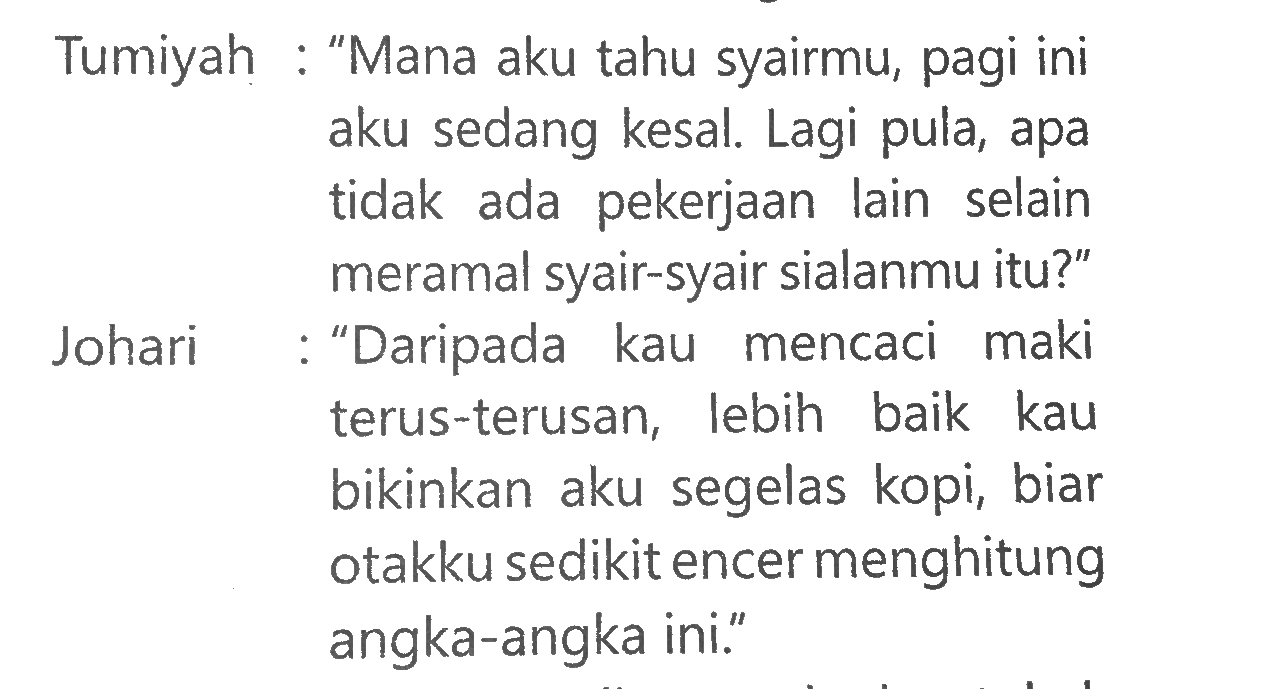 Tumiyah : "Mana aku tahu syairmu, pagi ini
aku sedang kesal. Lagi pula, apa
tidak ada pekerjaan lain selain
meramal syair-syair sialanmu itu?"
Johari : "Daripada kau mencaci maki
terus-terusan, lebih baik kau
bikinkan aku segelas kopi, biar
otakku sedikit encer menghitung
angka-angka ini."